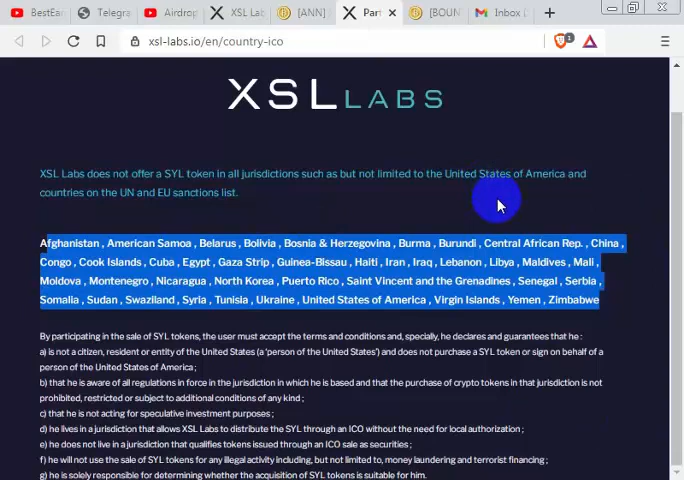 BestEar
Telegra
Airdrop
XSL Lab
[ANN]
Part
[BOUN
Inbox (
xsl-labs.io/en/country-ico
1
XSL LABS
XSL Labs does not offer a SYL token in all jurisdictions such as but not limited to the United States of America and
countries on the UN and EU sanctions list.
Afghanistan , American Samoa , Belarus , Bolivia , Bosnia & Herzegovina , Burma , Burundi , Central African Rep. , China ,
Congo , Cook Islands , Cuba , Egypt , Gaza Strip , Guinea-Bissau , Haiti , Iran , Iraq , Lebanon , Libya , Maldives , Mali ,
Moldova , Montenegro , Nicaragua , North Korea , Puerto Rico , Saint Vincent and the Grenadines , Senegal , Serbia ,
Somalia , Sudan , Swaziland , Syria , Tunisia , Ukraine , United States of America , Virgin Islands , Yemen , Zimbabwe
By participating in the sale of SYL tokens, the user must accept the terms and conditions and, specially, he declares and guarantees that he :
a) is not a citizen, resident or entity of the United States (a 'person of the United States') and does not purchase a SYL token or sign on behalf of a
person of the United States of America ;
b) that he is aware of all regulations in force in the jurisdiction in which he is based and that the purchase of crypto tokens in that jurisdiction is not
prohibited, restricted or subject to additional conditions of any kind ;
c) that he is not acting for speculative investment purposes ;
d) he lives in a jurisdiction that allows XSL Labs to distribute the SYL through an ICO without the need for local authorization ;
e) he does not live in a jurisdiction that qualifies tokens issued through an ICO sale as securities ;
f) he will not use the sale of SYL tokens for any illegal activity including, but not limited to, money laundering and terrorist financing ;
g) he is solely responsible for determining whether the acquisition of SYL tokens is suitable for him.